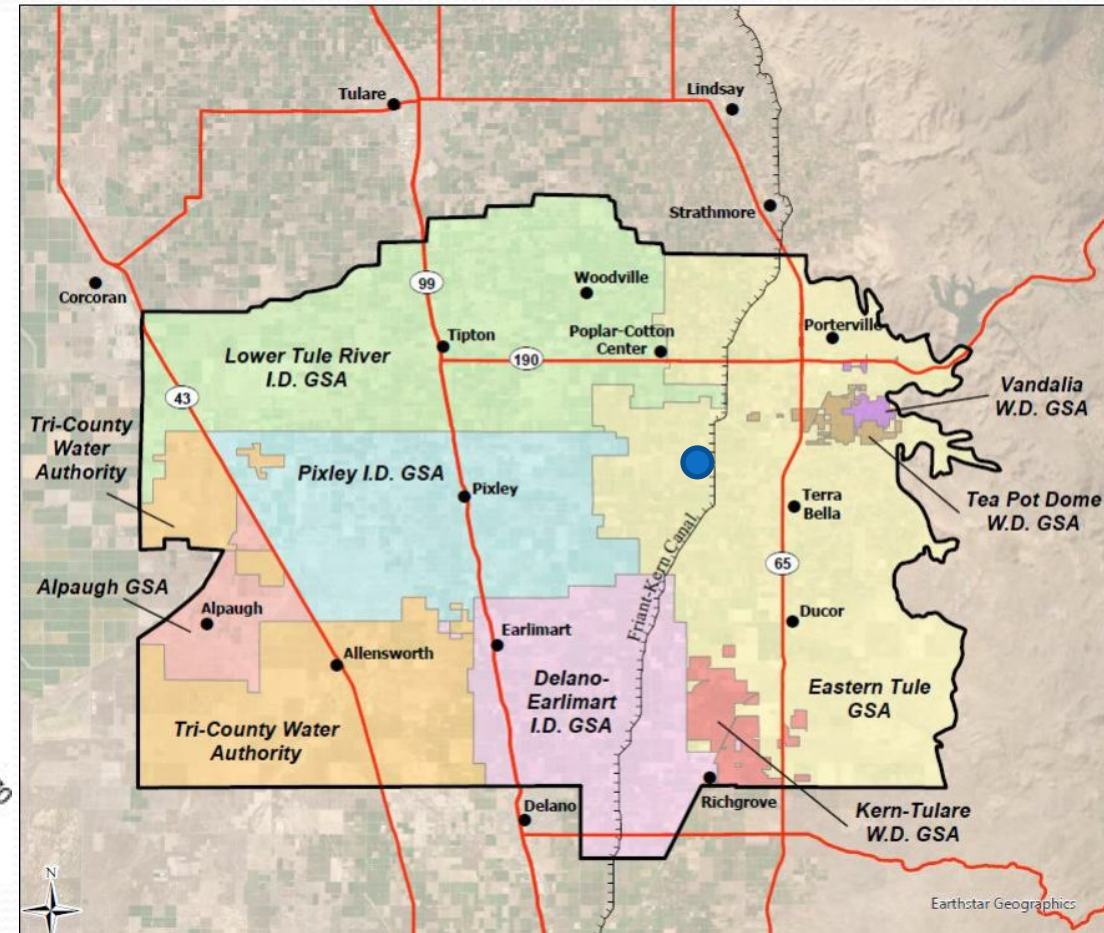 Tulare
Lindsay
Strathmore
Corcoran
99
Woodville
Tipton
Poplar-Cotton
Center
190
Porterville
Lower Tule River
I.D. GSA
43
Vandalia
W.D. GSA
Tri-County
Water
Authority
Pixley I.D. GSA
Pixley
Terra
Bella
Tea Pot Dome
W.D. GSA
Friant-Kern Canal
65
Alpaugh GSA
Alpaugh
Ducor
Earlimart
Allensworth
Delano-
Earlimart
I.D. GSA
Eastern Tule
GSA
Tri-County Water
Authority
Delano
Richgrove
Kern-Tulare
W.D. GSA
N
Earthstar Geographics